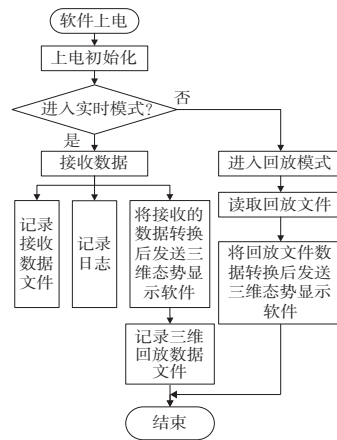 软件上电
上电初始化
进入实时模式?
否
是
接收数据
进入回放模式
读取回放文件
记录
接收
数据
文件
记录
日志
将接收的
数据转换
后发送三
维态势显
示软件
将回放文件数
据转换后发送
三维态势显示
软件
记录三维
回放数据
文件
结束